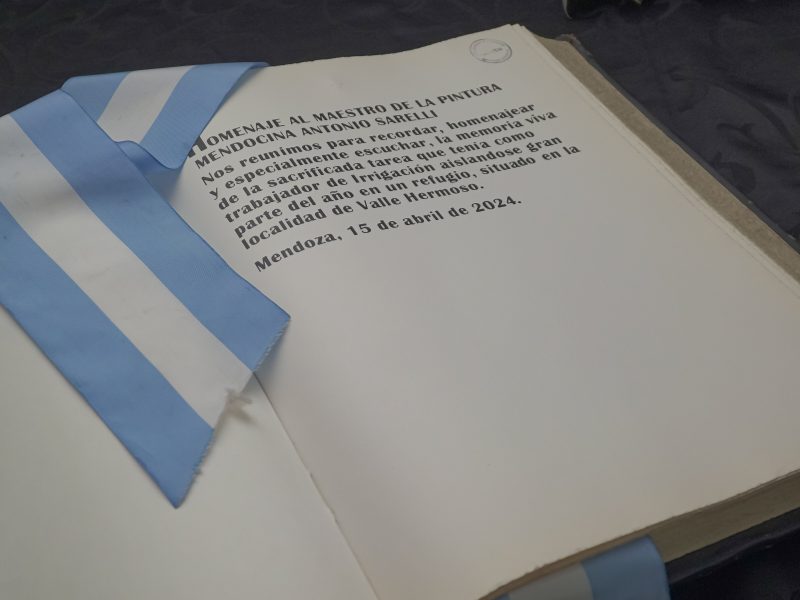 HOMENAJE AL MAESTRO DE LA PINTURA
MENDOCINA ANTONIO SARELLI
Nos reunimos para recordar, homenajear
y especialmente escuchar, la memoria viva
de la sacrificada tarea que tenía como
trabajador de Irrigación aislandose gran
parte del año en un refugio, situado en la
localidad de Valle Hermoso.
Mendoza, 15 de abril de 2024.